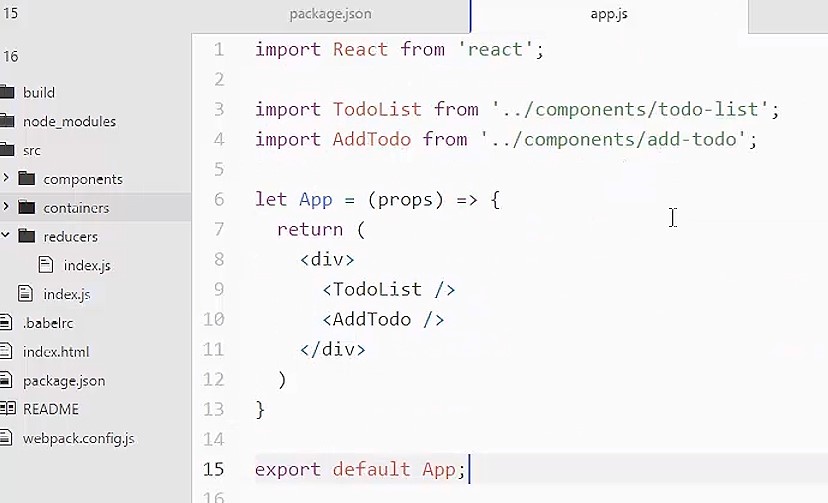 15
16
build
node_modules
src
components
containers
reducers
index.js
index.js
.babelrc
index.html
package.json
README
webpack.config.js
package.json
app.js
1 import React from 'react';
2
3 import TodoList from '../components/todo-list';
4 import AddTodo from '../components/add-todo';
5
6 let App = (props) => {
7 return (
8 <div>
9 <TodoList />
10 <AddTodo />
11 </div>
12 )
13 }
14
15 export default App;
16